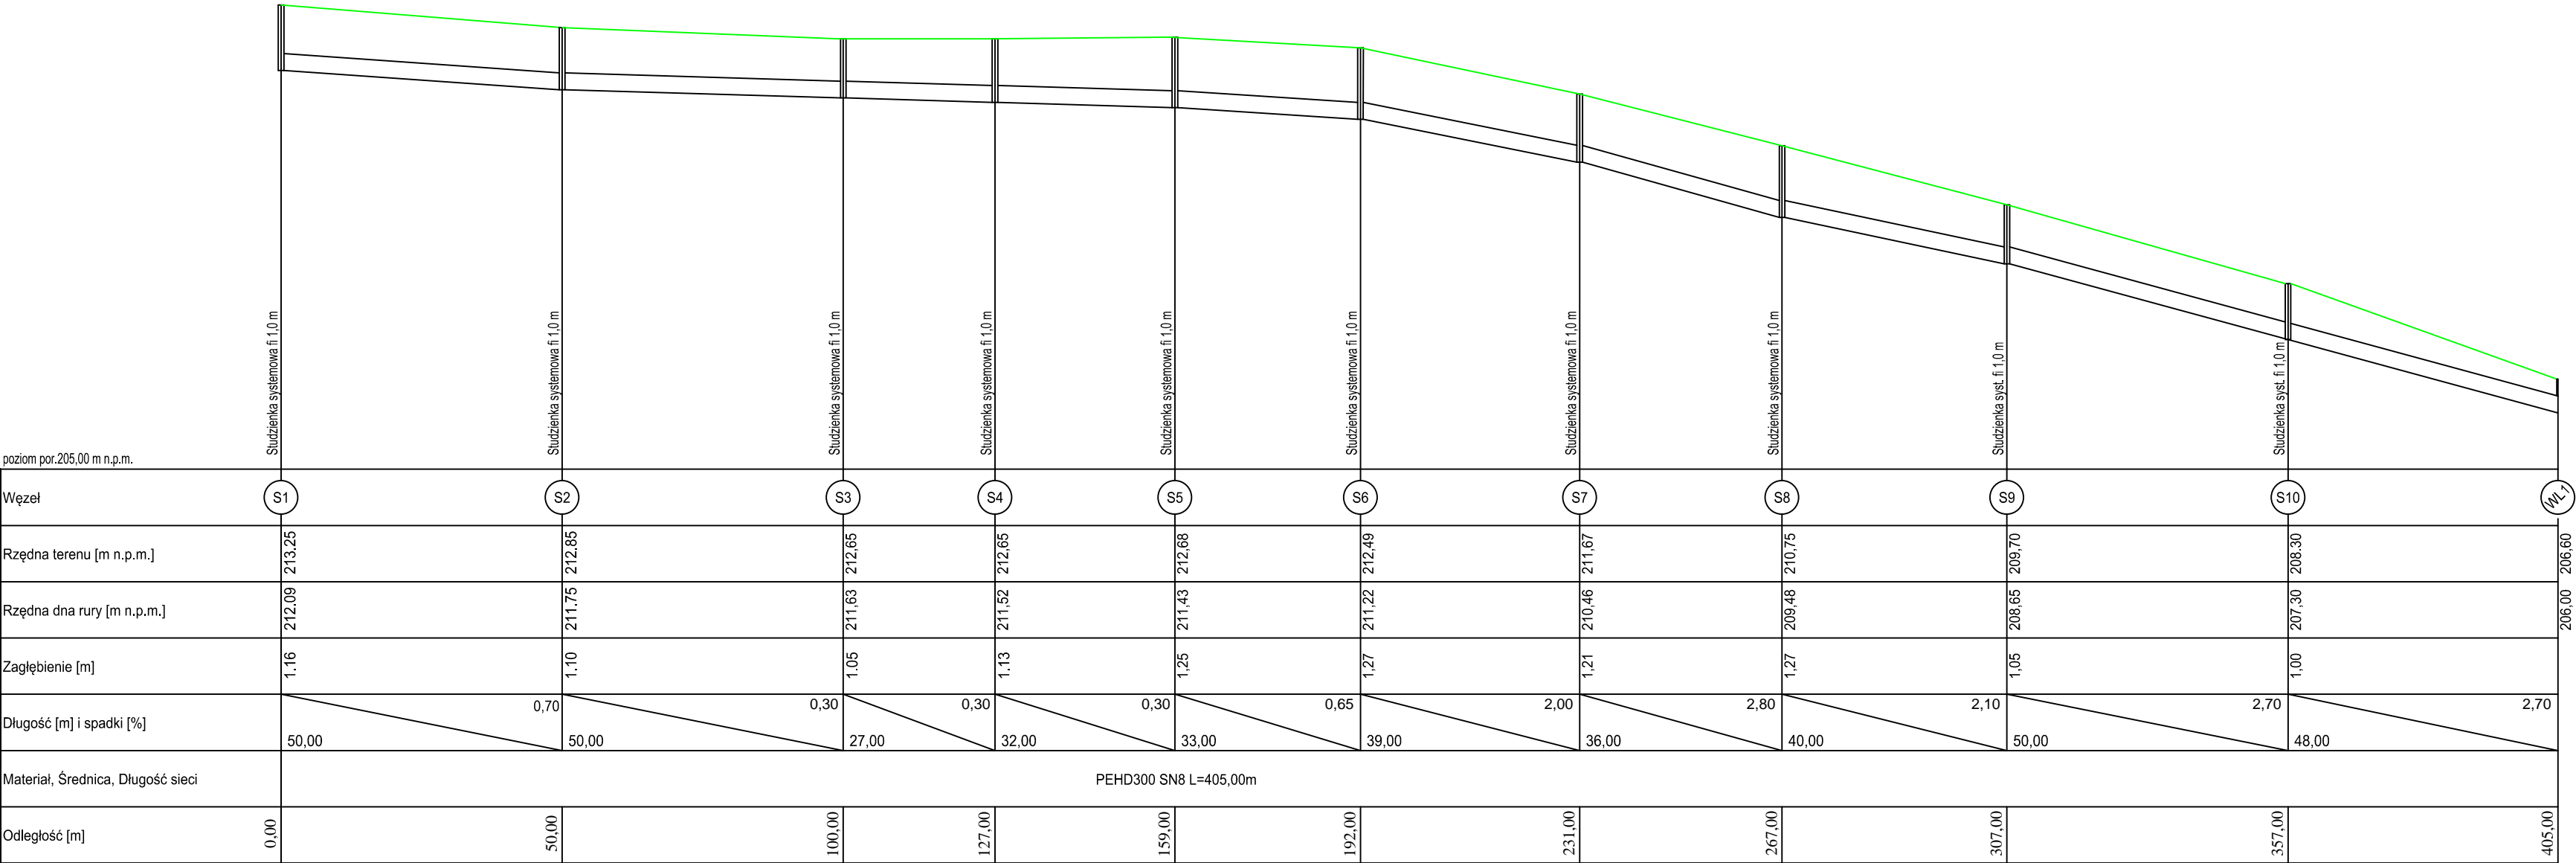 Studzienka systemowa fi 1,0 m
Studzienka systemowa fi 1,0 m
Studzienka systemowa fi 1,0 m
Studzienka systemowa fi 1,0 m
Studzienka systemowa fi 1,0 m
Studzienka systemowa fi 1,0 m
Studzienka systemowa fi 1,0 m
Studzienka systemowa fi 1,0 m
Studzienka syst. fi 1,0 m
Studzienka syst. fi 1,0 m
poziom por.205,00 m n.p.m.
Węzeł S1 S2 S3 S4 S5 S6 S7 S8 S9 S10 WL1
Rzędna terenu [m n.p.m.] 213.25 212.85 212,65 212,65 212,68 212,49 211,67 210,75 209,70 208.30 206,60
Rzędna dna rury [m n.p.m.] 212.09 211.75 211,63 211,52 211,43 211,22 210,46 209,48 208,65 207,30 206,00
Zagłębienie [m] 1.16 1.10 1.05 1.13 1,25 1,27 1,21 1,27 1,05 1,00
0,70 0,30 0,30 0,30 0,65 2,00 2,80 2,10 2,70 2,70
Długość [m] i spadki [%]
50,00 50,00 27,00 32,00 33,00 39,00 36,00 40,00 50,00 48,00
Materiał, Średnica, Długość sieci PEHD300 SN8 L=405,00m
Odległość [m] 0,00 50,00 100,00 127,00 159,00 192,00 231,00 267,00 307,00 357,00 405,00